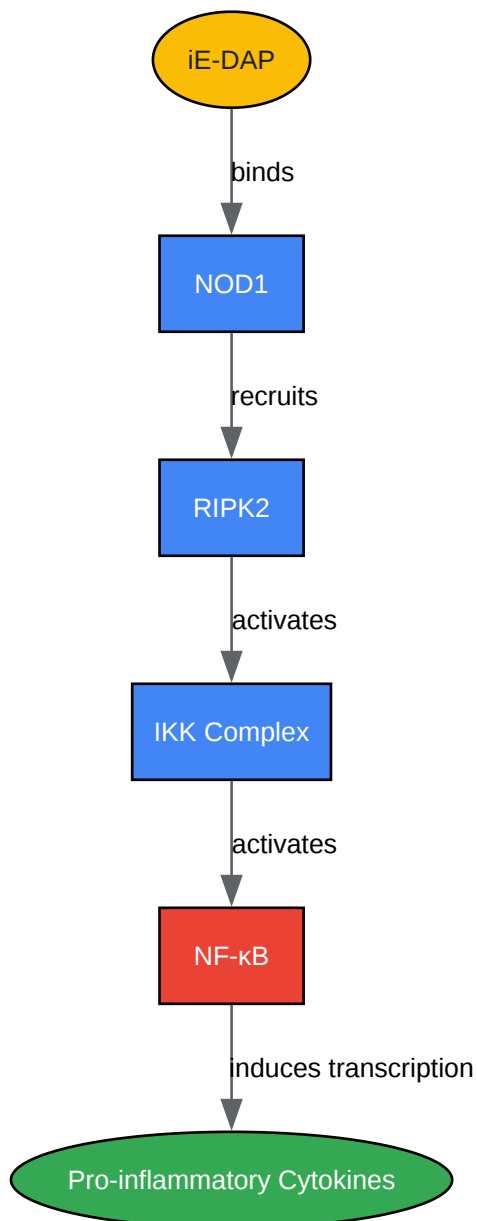 iE-DAP
binds
NOD1
recruits
RIPK2
activates
IKK Complex
activates
NF-κB
induces transcription
Pro-inflammatory Cytokines